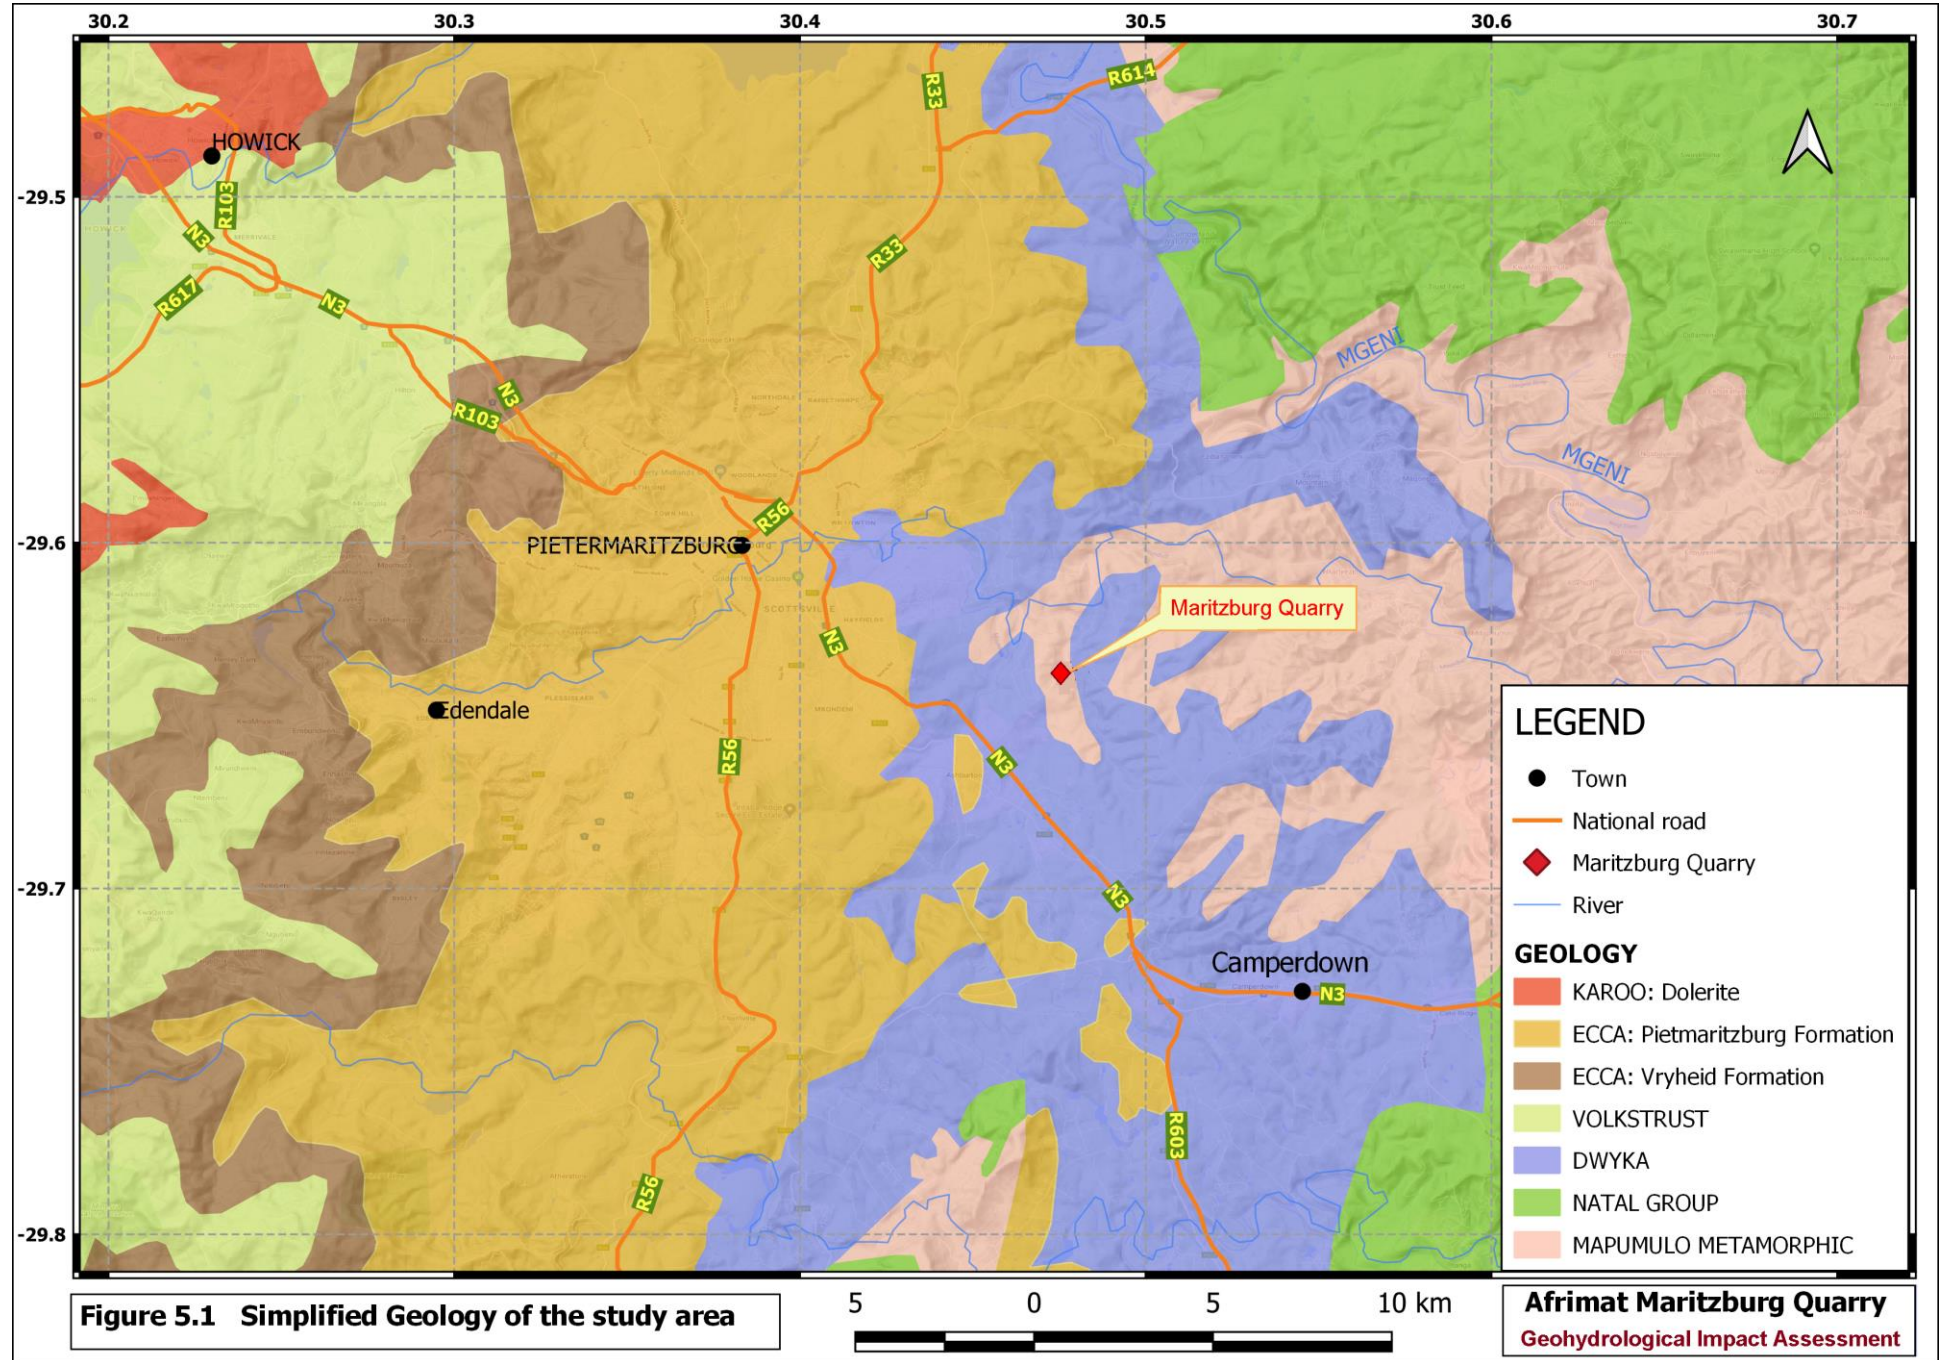 30.2 30.3 30.4 30.5 30.6 30.7
R33
R614
HOWICK
R103
-29.5
N3
R33
R617
N3
MGENI
N3
R103
MGENI
R56
-29.6
PIETERMARITZBURG
SCOTTSVILLE
Maritzburg Quarry
N3
Edendale
R56
N3
-29.7
N3
Camperdown
N3
R603
R56
-29.8
LEGEND
Town
National road
Maritzburg Quarry
River
GEOLOGY
KAROO: Dolerite
ECCA: Pietmaritzburg Formation
ECCA: Vryheid Formation
VOLKSTRUST
DWYKA
NATAL GROUP
MAPUMULO METAMORPHIC
Figure 5.1 Simplified Geology of the study area
5 0 5 10 km
Afrimat Maritzburg Quarry
Geohydrological Impact Assessment